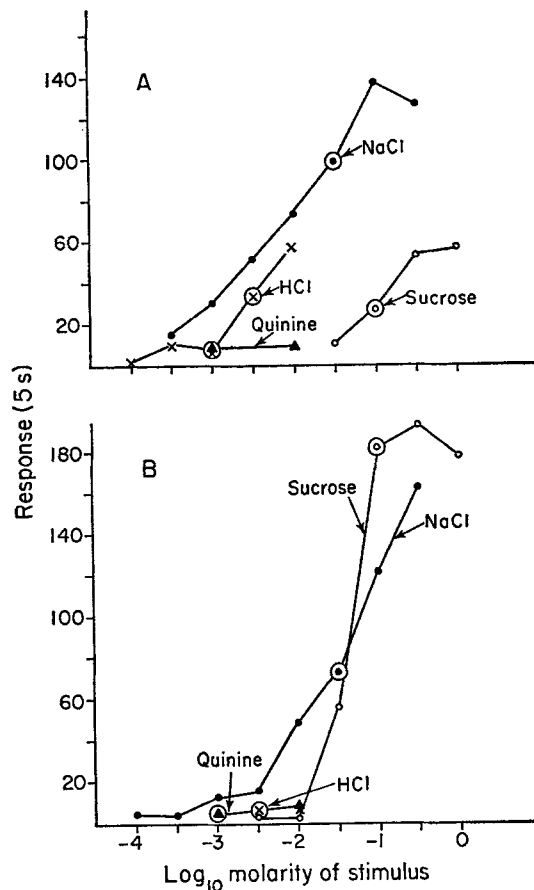 A
140
100
60
20
NaCl
HCl
Quinine
Sucrose
Response (5 s)
B
180
140
100
60
20
Sucrose
NaCl
Quinine
HCl
−4 −3 −2 −1 0
Log10 molarity of stimulus